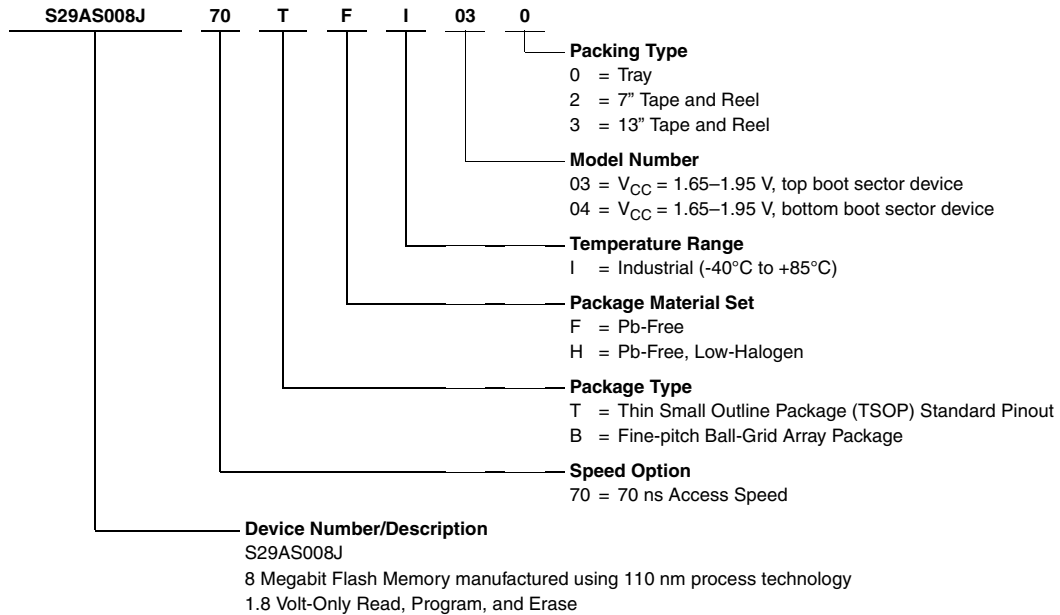 S29AS008J 70 T F I 03 0
Packing Type
0 = Tray
2 = 7” Tape and Reel
3 = 13” Tape and Reel
Model Number
03 = VCC = 1.65–1.95 V, top boot sector device
04 = VCC = 1.65–1.95 V, bottom boot sector device
Temperature Range
I = Industrial (-40°C to +85°C)
Package Material Set
F = Pb-Free
H = Pb-Free, Low-Halogen
Package Type
T = Thin Small Outline Package (TSOP) Standard Pinout
B = Fine-pitch Ball-Grid Array Package
Speed Option
70 = 70 ns Access Speed
Device Number/Description
S29AS008J
8 Megabit Flash Memory manufactured using 110 nm process technology
1.8 Volt-Only Read, Program, and Erase